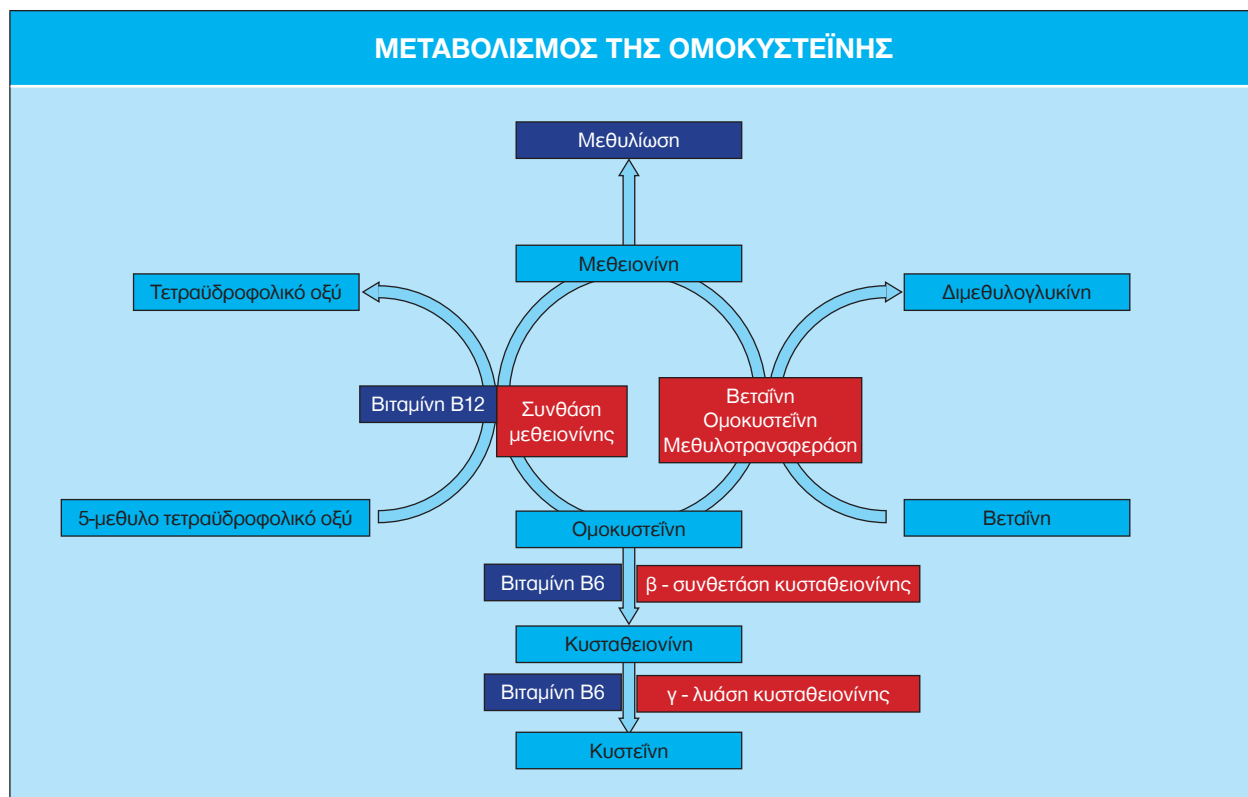 ΜΕΤΑΒΟΛΙΣΜΟΣ ΤΗΣ ΟΜΟΚΥΣΤΕΪΝΗΣ
Μεθυλίωση
Μεθειονίνη
Τετραϋδροφολικό οξύ
Διμεθυλογλυκίνη
Βιταμίνη Β12
Συνθάση
μεθειονίνης
Βεταΐνη
Ομοκυστεΐνη
Μεθυλοτρανσφεράση
5-μεθυλο τετραϋδροφολικό οξύ
Ομοκυστεΐνη
Βεταΐνη
Βιταμίνη Β6
β - συνθετάση κυσταθειονίνης
Κυσταθειονίνη
Βιταμίνη Β6
γ - λυάση κυσταθειονίνης
Κυστεΐνη